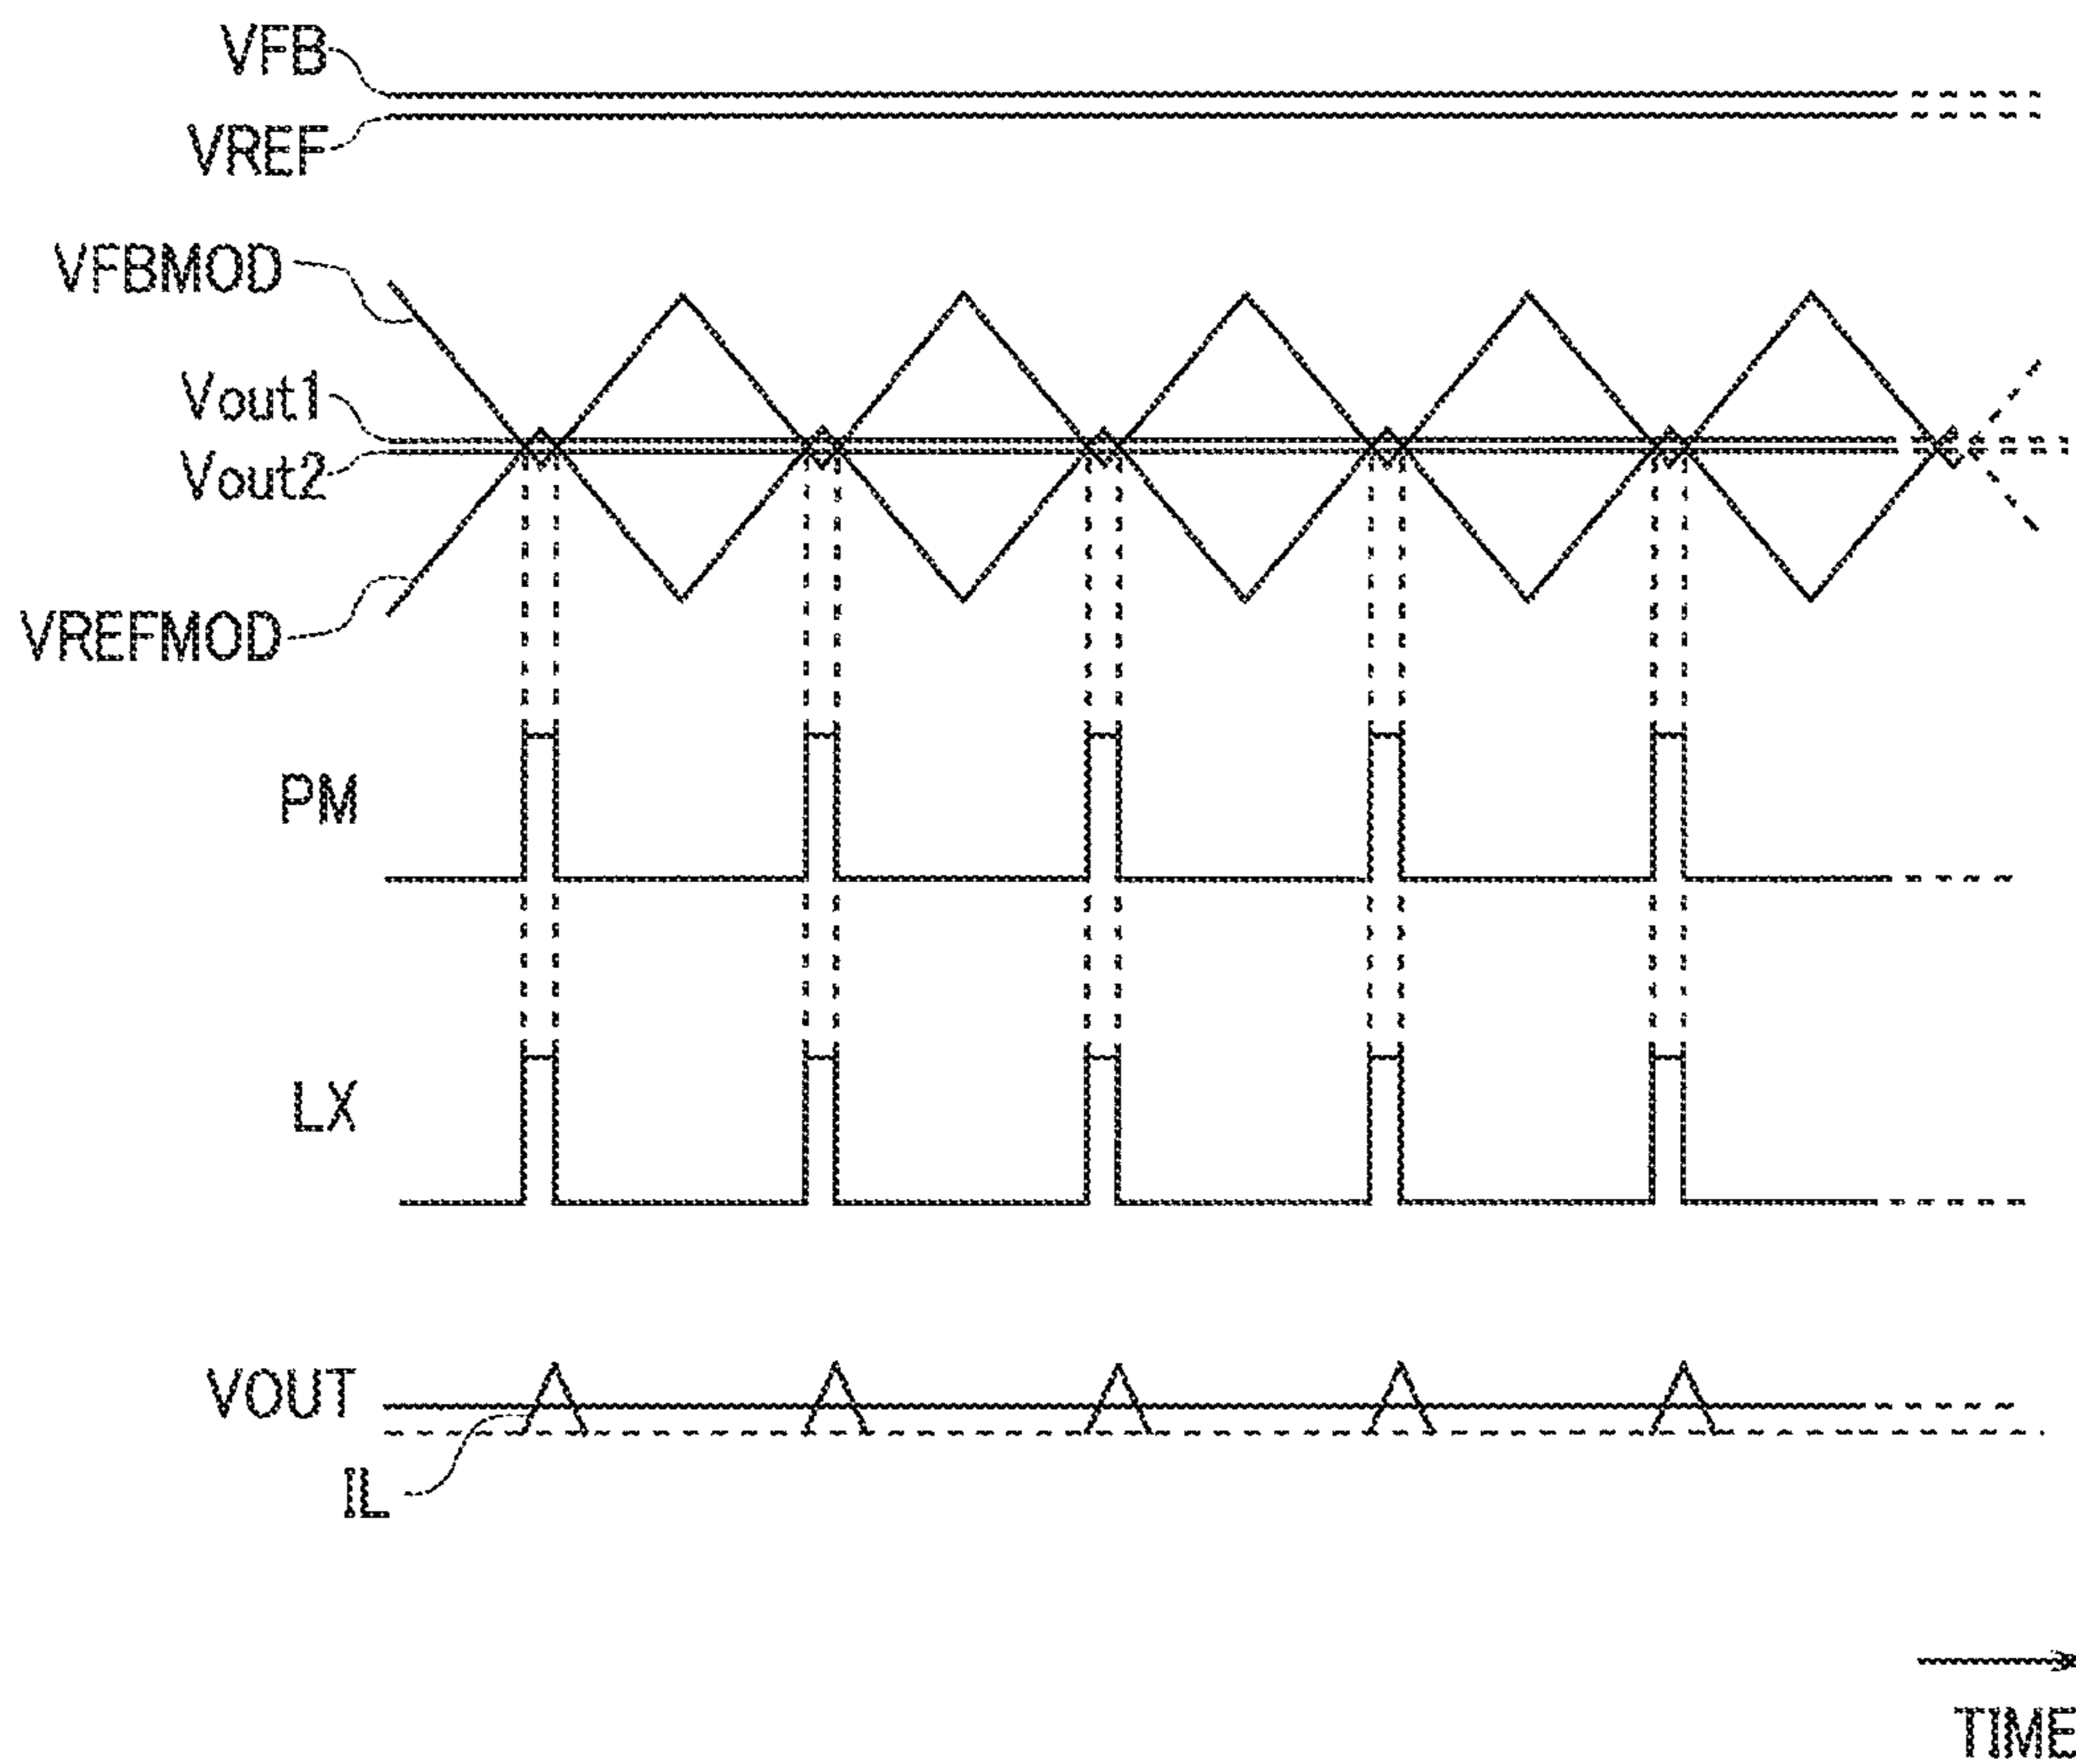 VFB
VREF
VFBMOD
Vout1
Vout2
VREFMOD
PM
LX
VOUT
IL
TIME